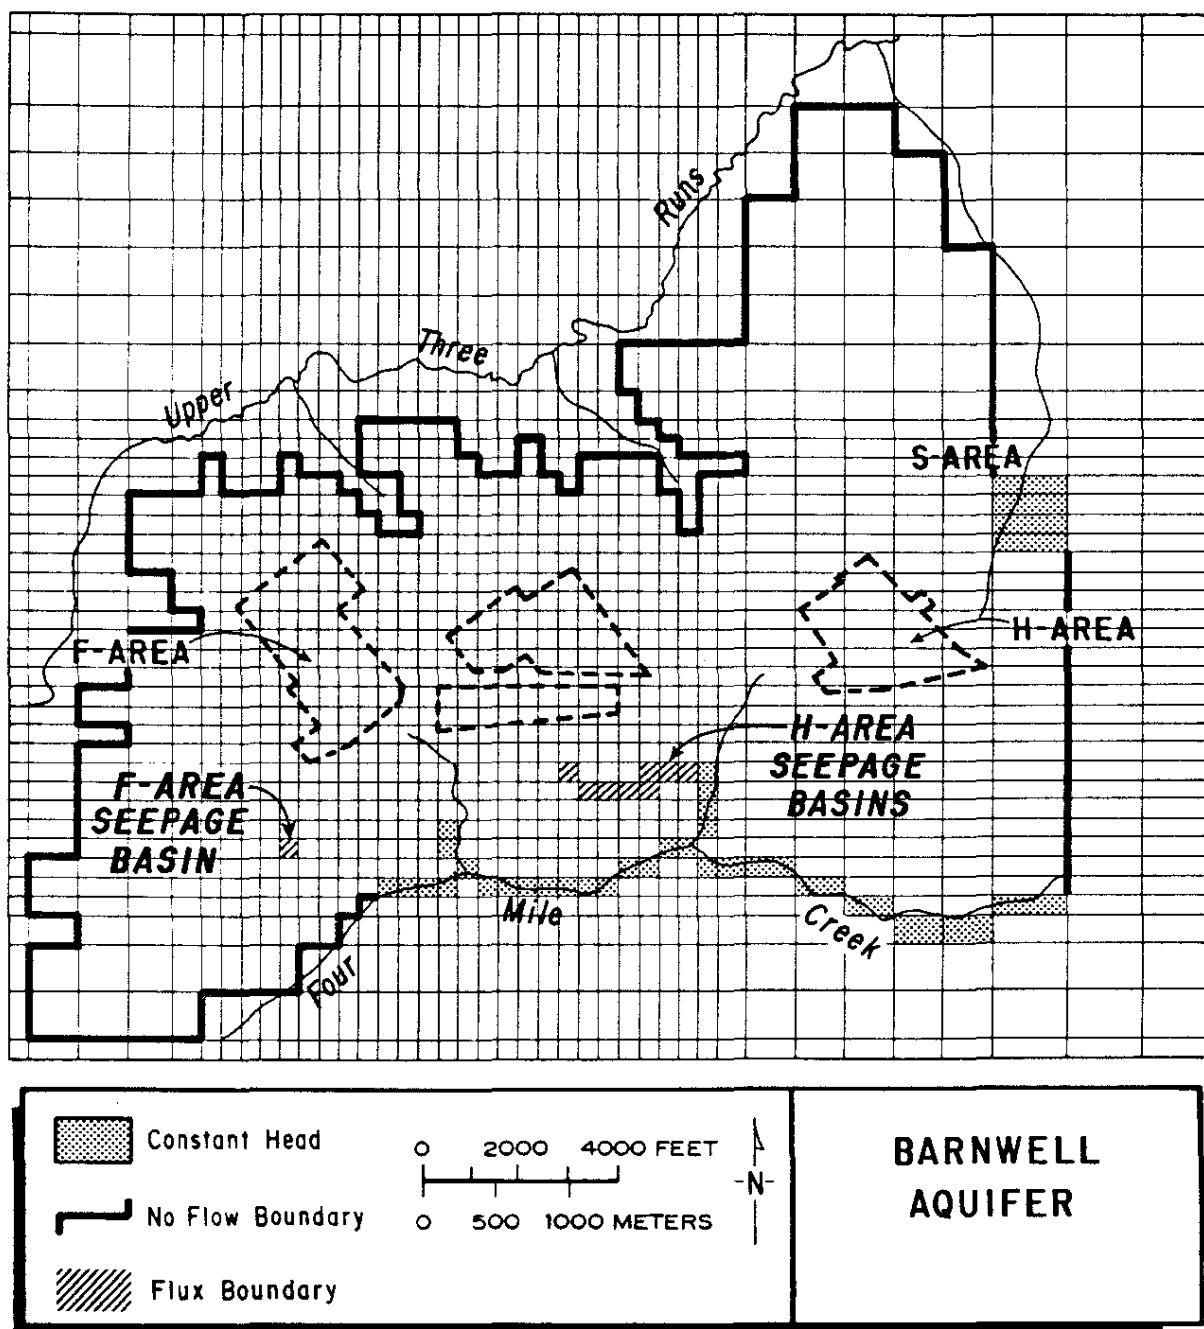 Runs
Three
Upper
S-AREA
H-AREA
F-AREA
H-AREA
SEEPAGE
BASINS
F-AREA
SEEPAGE
BASIN
Mile
Creek
Four
Constant Head
No Flow Boundary
Flux Boundary
0 2000 4000 FEET
0 500 1000 METERS
-N-
BARNWELL
AQUIFER